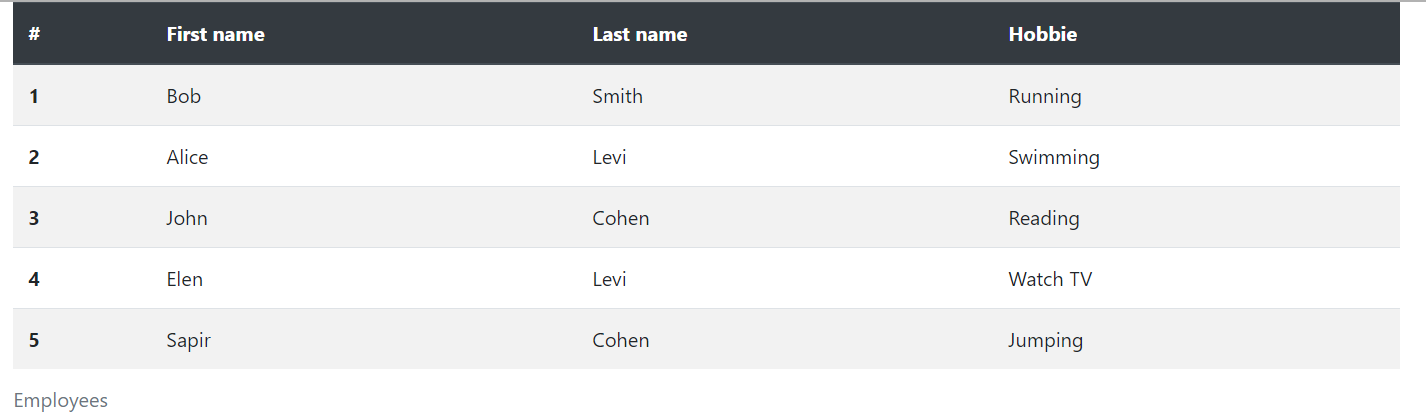 # First name Last name Hobbie
1 Bob Smith Running
2 Alice Levi Swimming
3 John Cohen Reading
4 Elen Levi Watch TV
5 Sapir Cohen Jumping
Employees